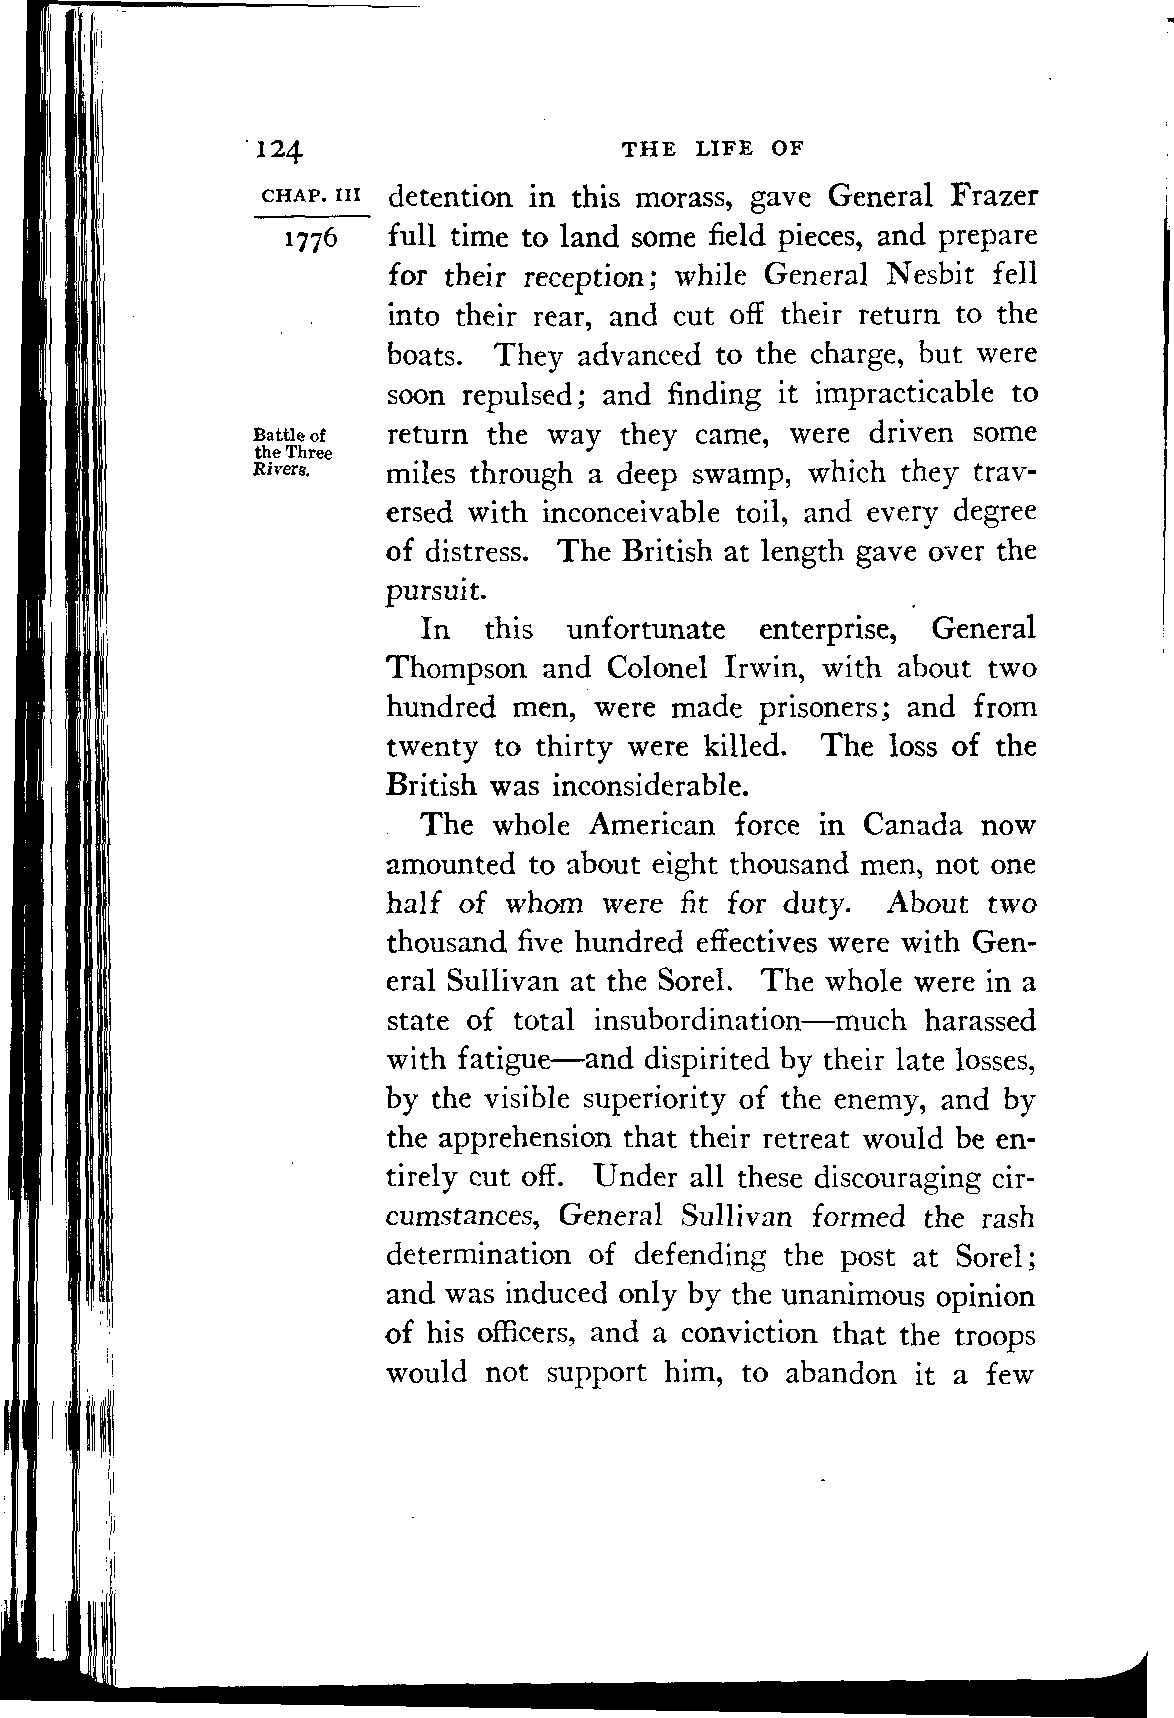 124 THE LIFE OF
CHAP. III
1776
detention in this morass, gave General Frazer
full time to land some field pieces, and prepare
for their reception; while General Nesbit fell
into their rear, and cut off their return to the
boats. They advanced to the charge, but were
soon repulsed; and finding it impracticable to
Battle of
the Three
Rivers.
return the way they came, were driven some
miles through a deep swamp, which they trav-
ersed with inconceivable toil, and every degree
of distress. The British at length gave over the
pursuit.
In this unfortunate enterprise, General
Thompson and Colonel Irwin, with about two
hundred men, were made prisoners; and from
twenty to thirty were killed. The loss of the
British was inconsiderable.
The whole American force in Canada now
amounted to about eight thousand men, not one
half of whom were fit for duty. About two
thousand five hundred effectives were with Gen-
eral Sullivan at the Sorel. The whole were in a
state of total insubordination—much harassed
with fatigue—and dispirited by their late losses,
by the visible superiority of the enemy, and by
the apprehension that their retreat would be en-
tirely cut off. Under all these discouraging cir-
cumstances, General Sullivan formed the rash
determination of defending the post at Sorel;
and was induced only by the unanimous opinion
of his officers, and a conviction that the troops
would not support him, to abandon it a few